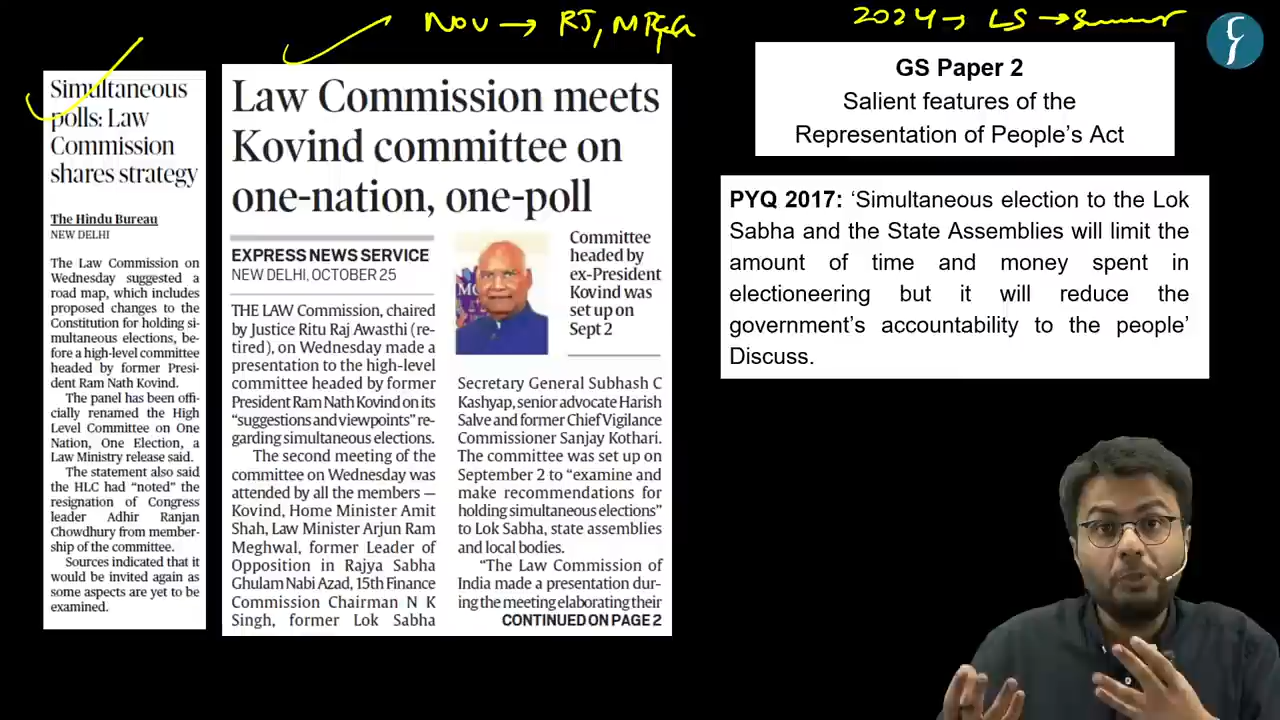 Nov → RJ, MP,
2024 → LS →
Simultaneous
polls: Law
Commission
shares strategy
The Hindu Bureau
NEW DELHI
The Law Commission on
Wednesday suggested a
road map, which includes
proposed changes to the
Constitution for holding si-
multaneous elections, be-
fore a high-level committee
headed by former Presi-
dent Ram Nath Kovind.
The panel has been offi-
cially renamed the High
Level Committee on One
Nation, One Election, a
Law Ministry release said.
The statement also said
the HLC had “noted” the
resignation of Congress
leader Adhir Ranjan
Chowdhury from member-
ship of the committee.
Sources indicated that it
would be invited again as
some aspects are yet to be
examined.
Law Commission meets
Kovind committee on
one-nation, one-poll
EXPRESS NEWS SERVICE
NEW DELHI, OCTOBER 25
THE LAW Commission, chaired
by Justice Ritu Raj Awasthi (re-
tired), on Wednesday made a
presentation to the high-level
committee headed by former
President Ram Nath Kovind on its
“suggestions and viewpoints” re-
garding simultaneous elections.
The second meeting of the
committee on Wednesday was
attended by all the members —
Kovind, Home Minister Amit
Shah, Law Minister Arjun Ram
Meghwal, former Leader of
Opposition in Rajya Sabha
Ghulam Nabi Azad, 15th Finance
Commission Chairman N K
Singh, former Lok Sabha
Committee
headed by
ex-President
Kovind was
set up on
Sept 2
Secretary General Subhash C
Kashyap, senior advocate Harish
Salve and former Chief Vigilance
Commissioner Sanjay Kothari.
The committee was set up on
September 2 to “examine and
make recommendations for
holding simultaneous elections”
to Lok Sabha, state assemblies
and local bodies.
“The Law Commission of
India made a presentation dur-
ing the meeting elaborating their
CONTINUED ON PAGE 2
GS Paper 2
Salient features of the
Representation of People’s Act
PYQ 2017: ‘Simultaneous election to the Lok
Sabha and the State Assemblies will limit the
amount of time and money spent in
electioneering but it will reduce the
government’s accountability to the people’
Discuss.